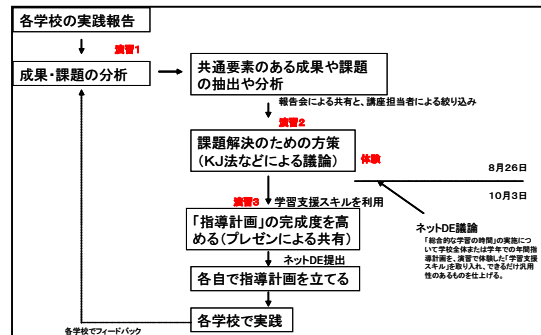 各学校の実践報告
演習1
成果・課題の分析
共通要素のある成果や課題
の抽出や分析
報告会による共有と、講座担当者による絞り込み
演習2
課題解決のための方策
(KJ法などによる議論)
体験
8月26日
10月3日
演習3
学習支援スキルを利用
「指導計画」の完成度を高
める(プレゼンによる共有)
ネットDE議論
「総合的な学習の時間」の実施につ
いて学校全体または学年での年間指
導計画を、演習で体験した「学習支援
スキル」を取り入れ、できるだけ汎用
性のあるものを仕上げる。
ネットDE提出
各自で指導計画を立てる
各学校で実践
各学校でフィードバック